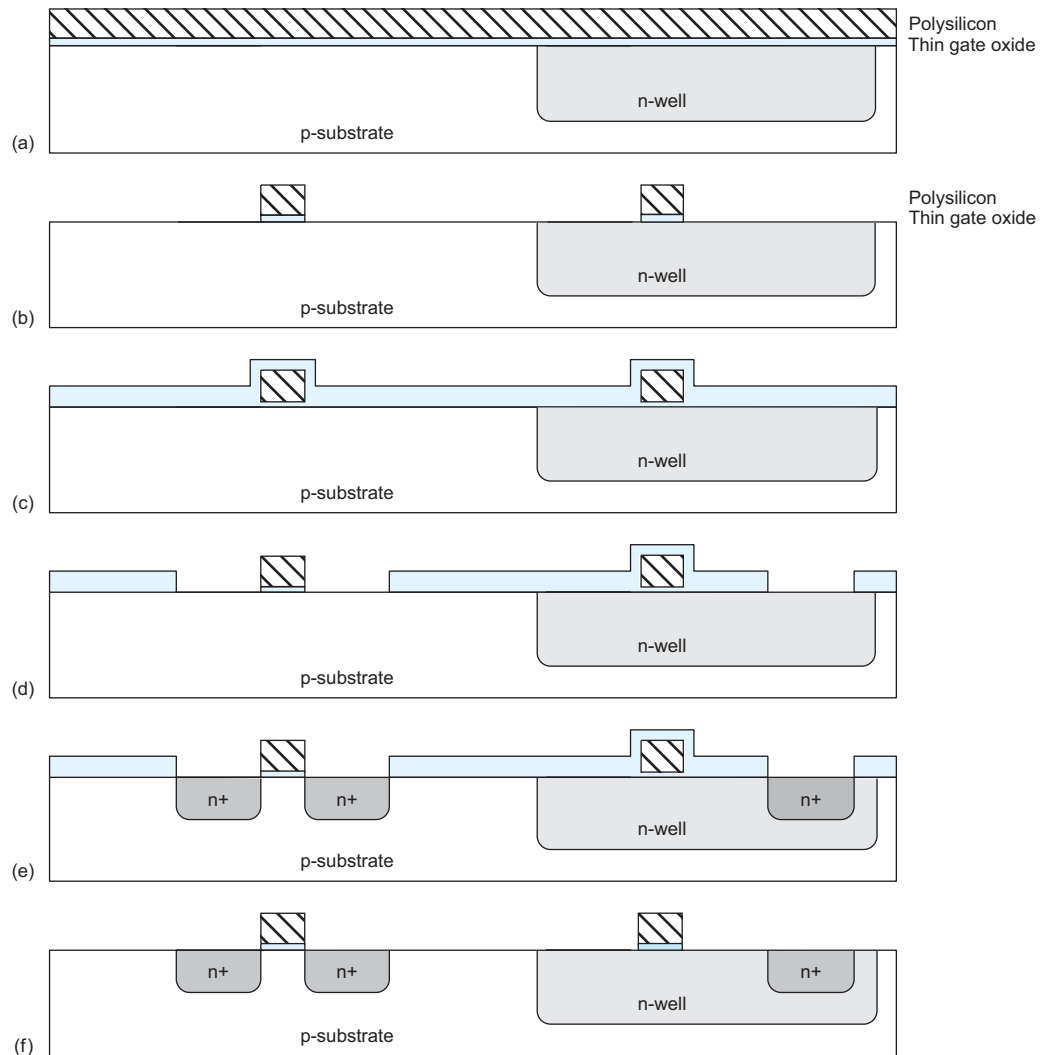 Polysilicon
Thin gate oxide
n-well
p-substrate
(a)
Polysilicon
Thin gate oxide
n-well
p-substrate
(b)
n-well
p-substrate
(c)
n-well
p-substrate
(d)
n+ n+ n+
n-well
p-substrate
(e)
n+ n+ n+
n-well
p-substrate
(f)